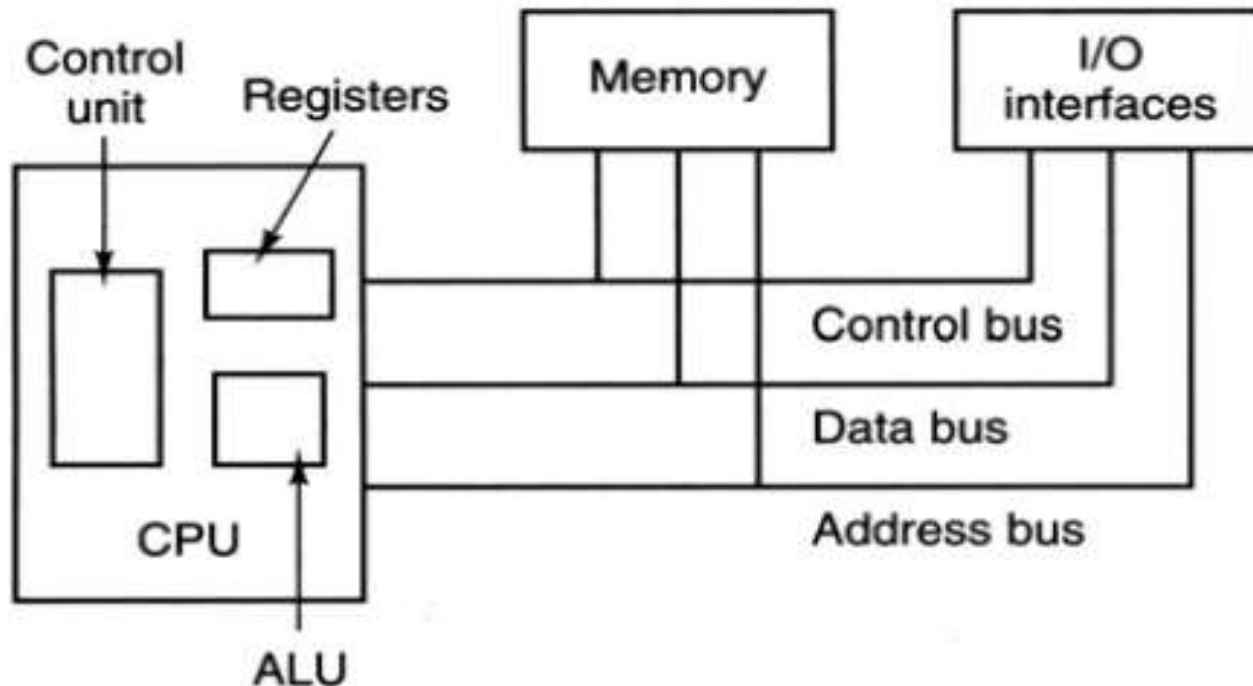 Control
unit
Registers
Memory
I/O
interfaces
Control bus
Data bus
Address bus
CPU
ALU